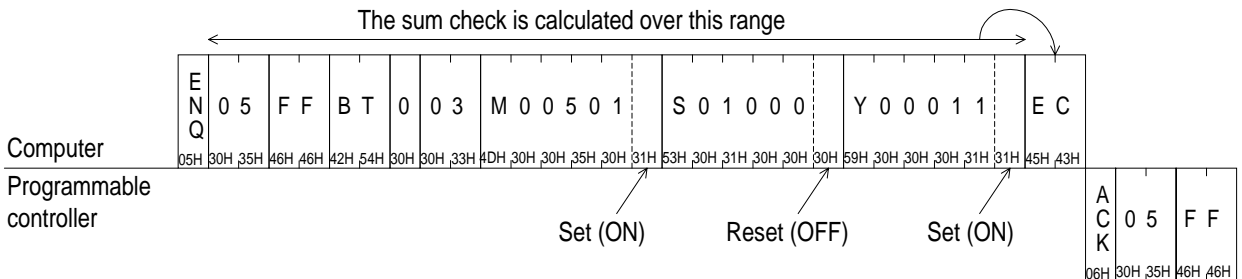 The sum check is calculated over this range
ENQ 0 5 F F B T 0 0 3 M 0 0 5 0 1 S 0 1 0 0 0 Y 0 0 0 1 1 E C
Computer
05H 30H 35H 46H 46H 42H 54H 30H 30H 33H 4DH 30H 30H 35H 30H 31H 53H 30H 31H 30H 30H 30H 59H 30H 30H 30H 31H 31H 45H 43H
Programmable
controller
Set (ON) Reset (OFF) Set (ON)
ACK 0 5 F F
06H 30H 35H 46H 46H